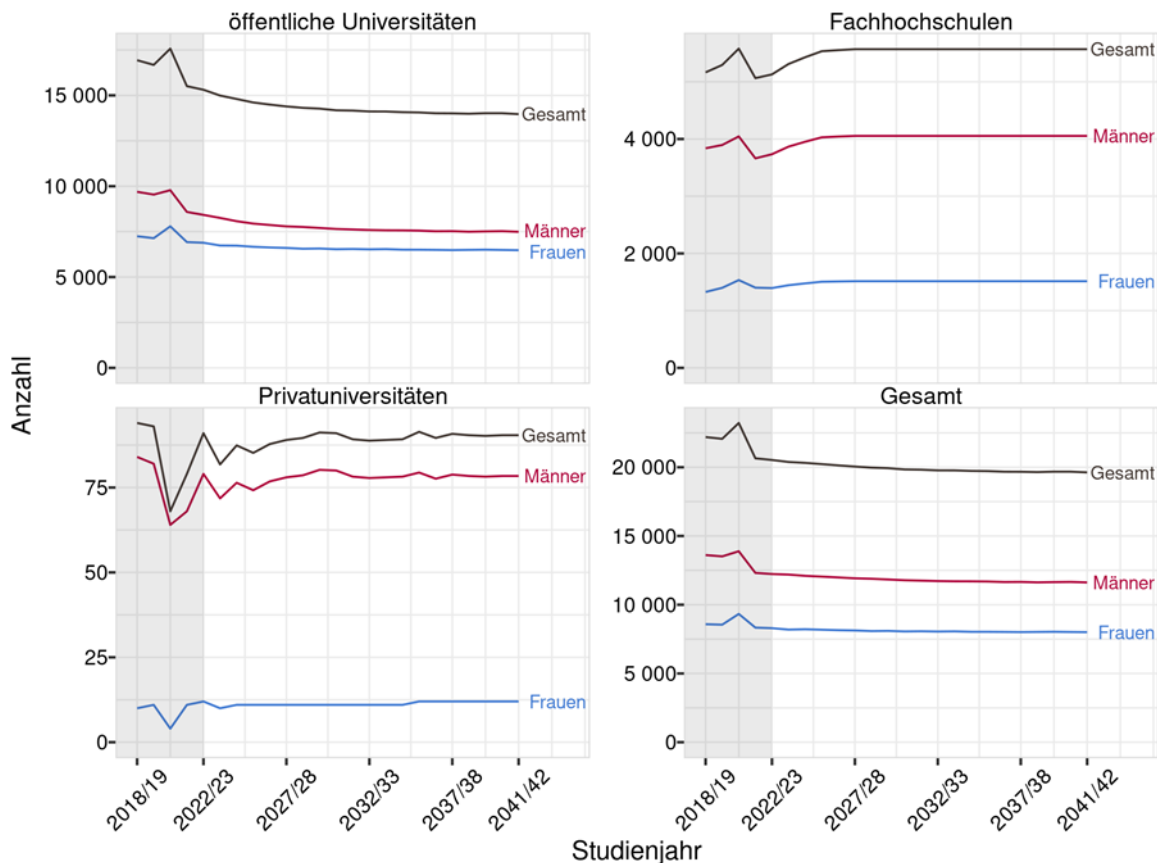 öffentliche Universitäten
Fachhochschulen
15 000
10 000
5 000
0
Gesamt
Männer
Frauen
4 000
2 000
0
Gesamt
Männer
Frauen
Anzahl
Privatuniversitäten
Gesamt
75
50
25
0
Gesamt
Männer
Frauen
20 000
15 000
10 000
5 000
0
Gesamt
Männer
Frauen
2018/19
2022/23
2027/28
2032/33
2037/38
2041/42
2018/19
2022/23
2027/28
2032/33
2037/38
2041/42
Studienjahr